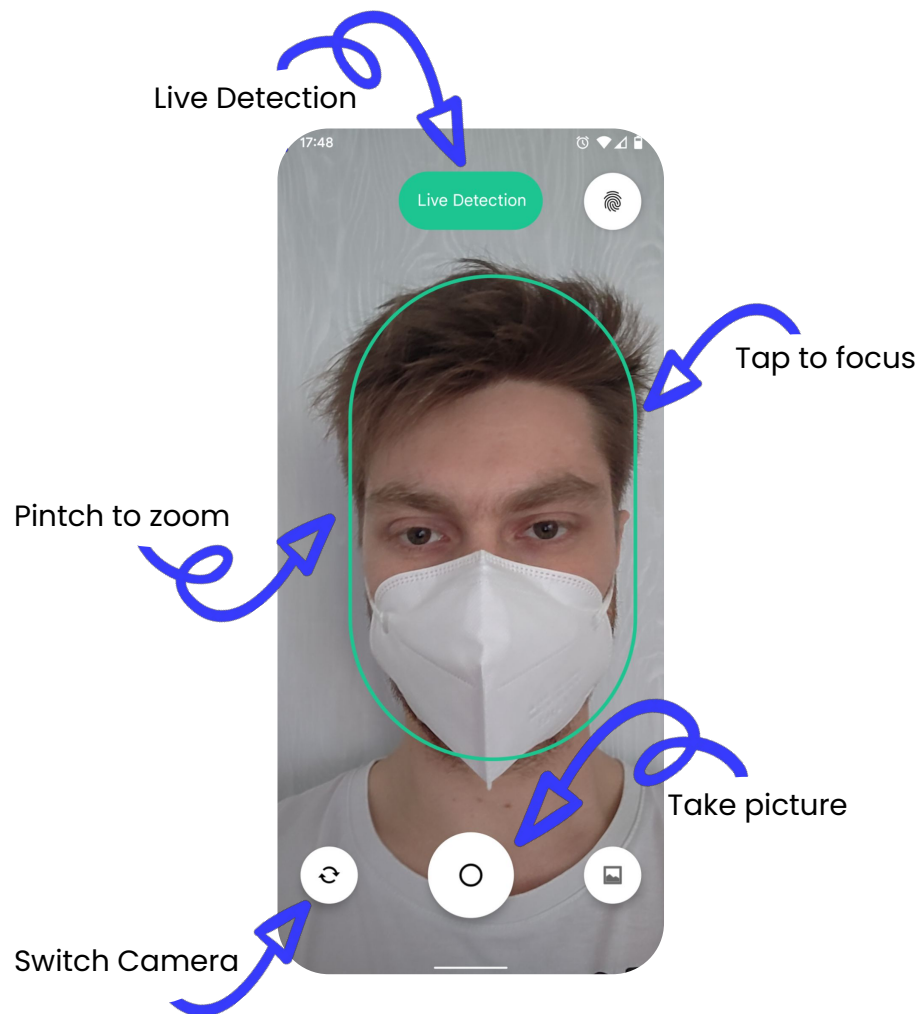 Live Detection
17:48
Live Detection
Tap to focus
Pintch to zoom
Take picture
Switch Camera